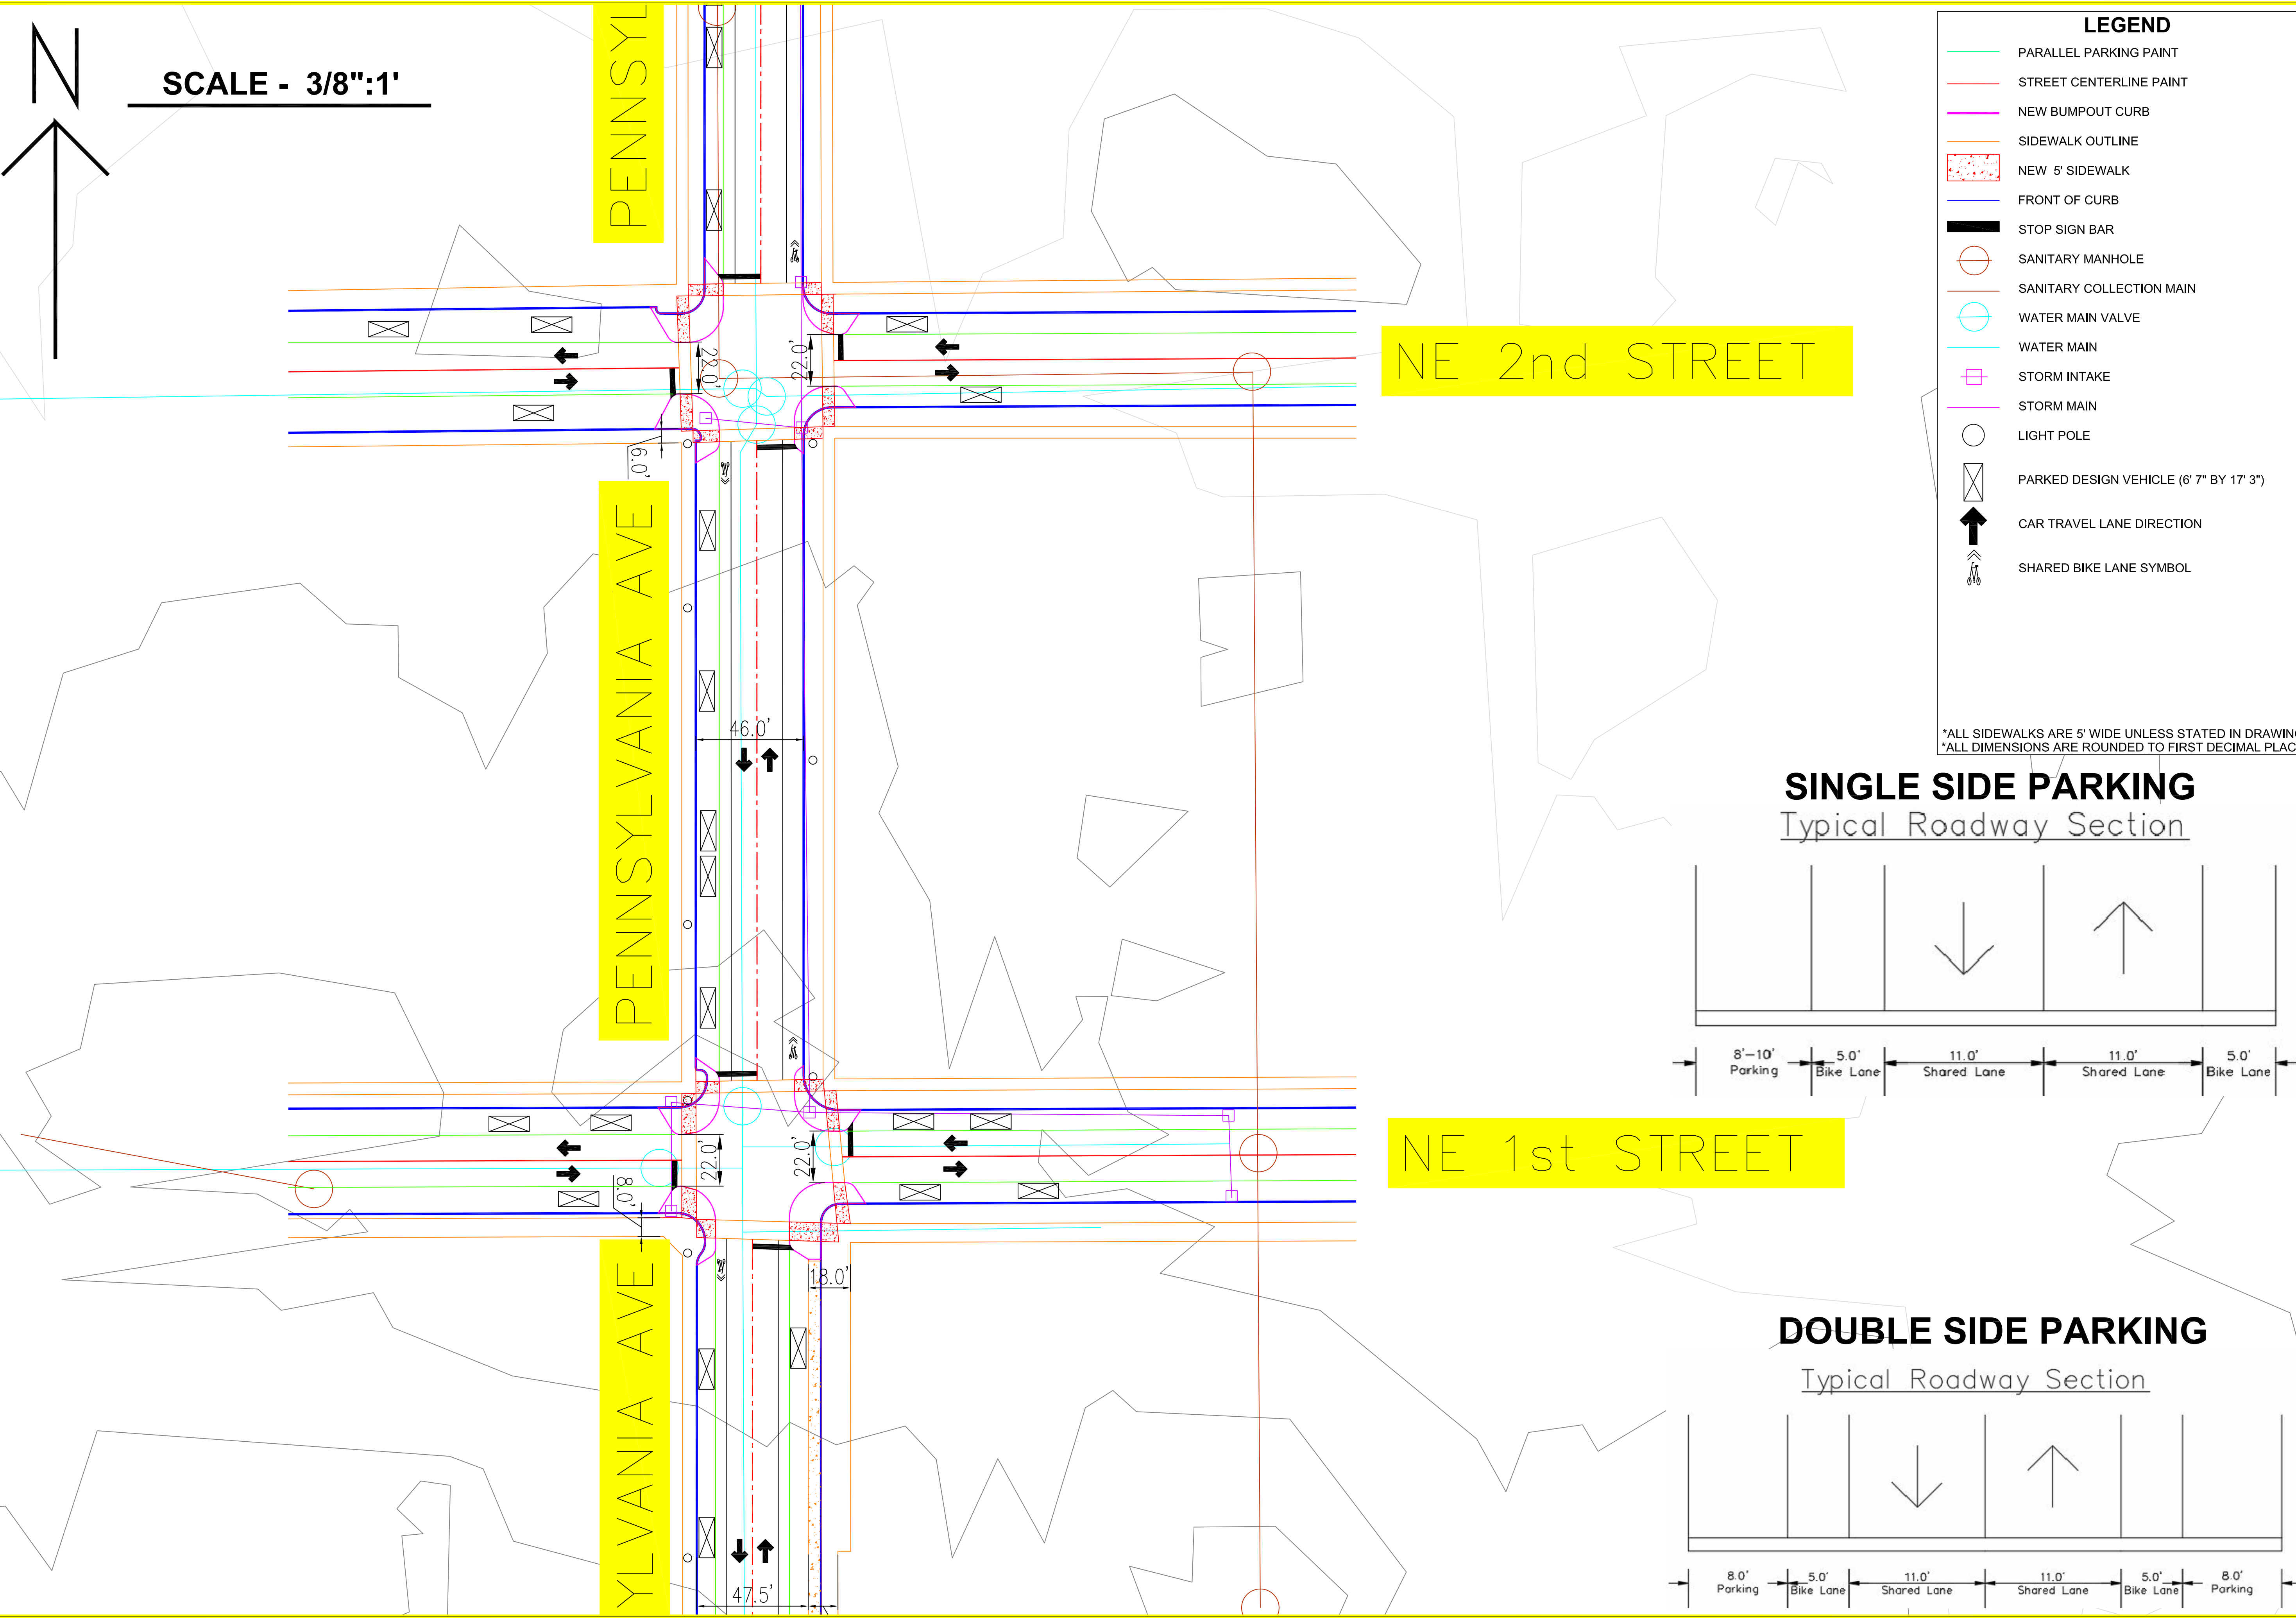 N
SCALE -  3/8":1'
PENNSYL
LEGEND
PARALLEL PARKING PAINT
STREET CENTERLINE PAINT
NEW BUMPOUT CURB
SIDEWALK OUTLINE
NEW  5' SIDEWALK
FRONT OF CURB
STOP SIGN BAR
SANITARY MANHOLE
SANITARY COLLECTION MAIN
WATER MAIN VALVE
WATER MAIN
STORM INTAKE
STORM MAIN
LIGHT POLE
PARKED DESIGN VEHICLE (6' 7" BY 17' 3")
CAR TRAVEL LANE DIRECTION
SHARED BIKE LANE SYMBOL
*ALL SIDEWALKS ARE 5' WIDE UNLESS STATED IN DRAWING
*ALL DIMENSIONS ARE ROUNDED TO FIRST DECIMAL PLAC
22.0'
22.0'
NE 2nd STREET
6.0'
PENNSYLVANIA AVE
46.0'
SINGLE SIDE PARKING
Typical Roadway Section
8'-10' Parking
5.0' Bike Lane
11.0' Shared Lane
11.0' Shared Lane
5.0' Bike Lane
22.0'
22.0'
NE 1st STREET
8.0'
18.0'
YLVANIA AVE
47.5'
DOUBLE SIDE PARKING
Typical Roadway Section
8.0' Parking
5.0' Bike Lane
11.0' Shared Lane
11.0' Shared Lane
5.0' Bike Lane
8.0' Parking